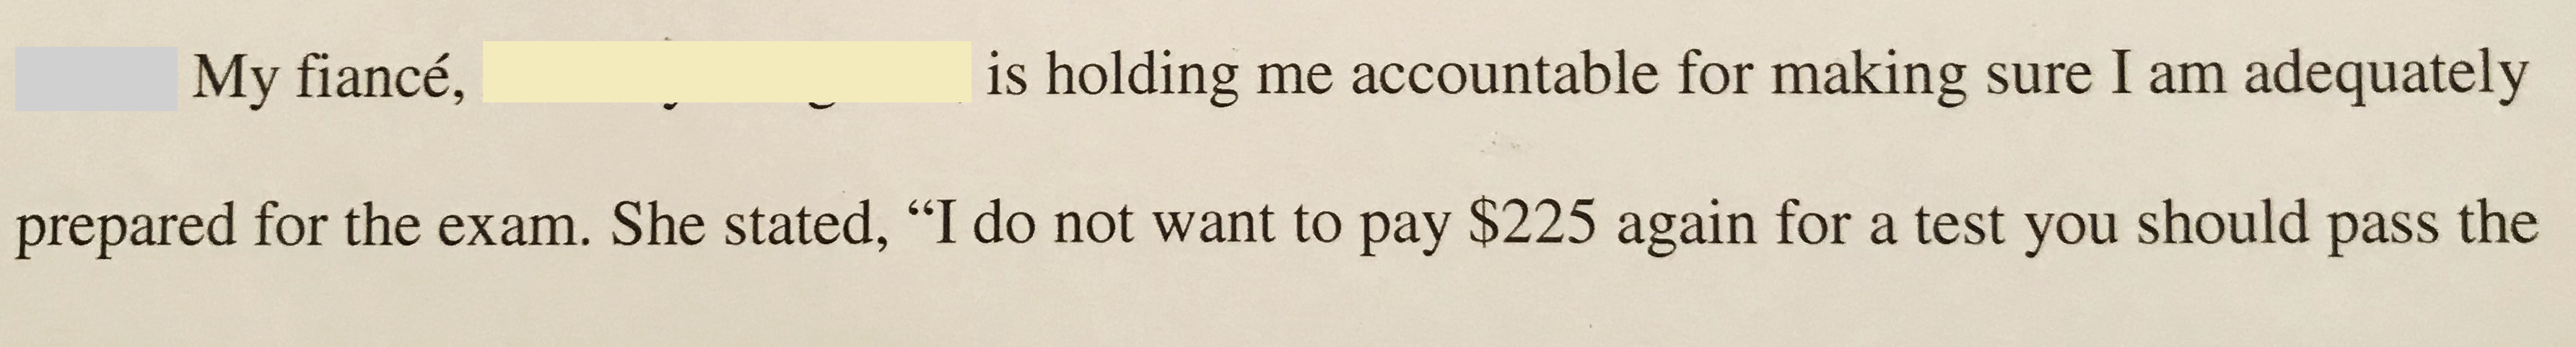 My fiancé, is holding me accountable for making sure I am adequately
prepared for the exam. She stated, “I do not want to pay $225 again for a test you should pass the